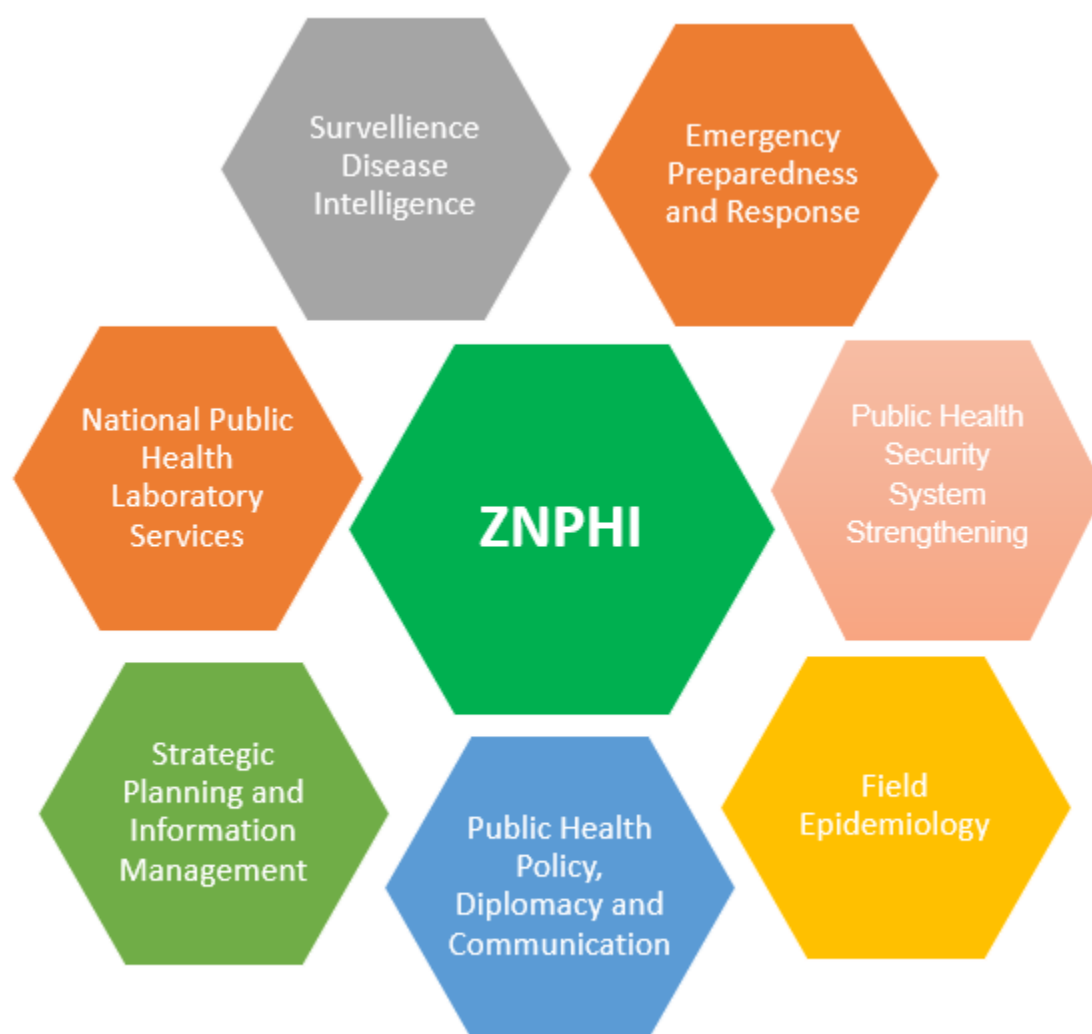 Survellience
Disease
Intelligence
Emergency
Preparedness
and Response
National Public
Health
Laboratory
Services
ZNPHI
Public Health
Security
System
Strengthening
Strategic
Planning and
Information
Management
Public Health
Policy,
Diplomacy and
Communication
Field
Epidemiology